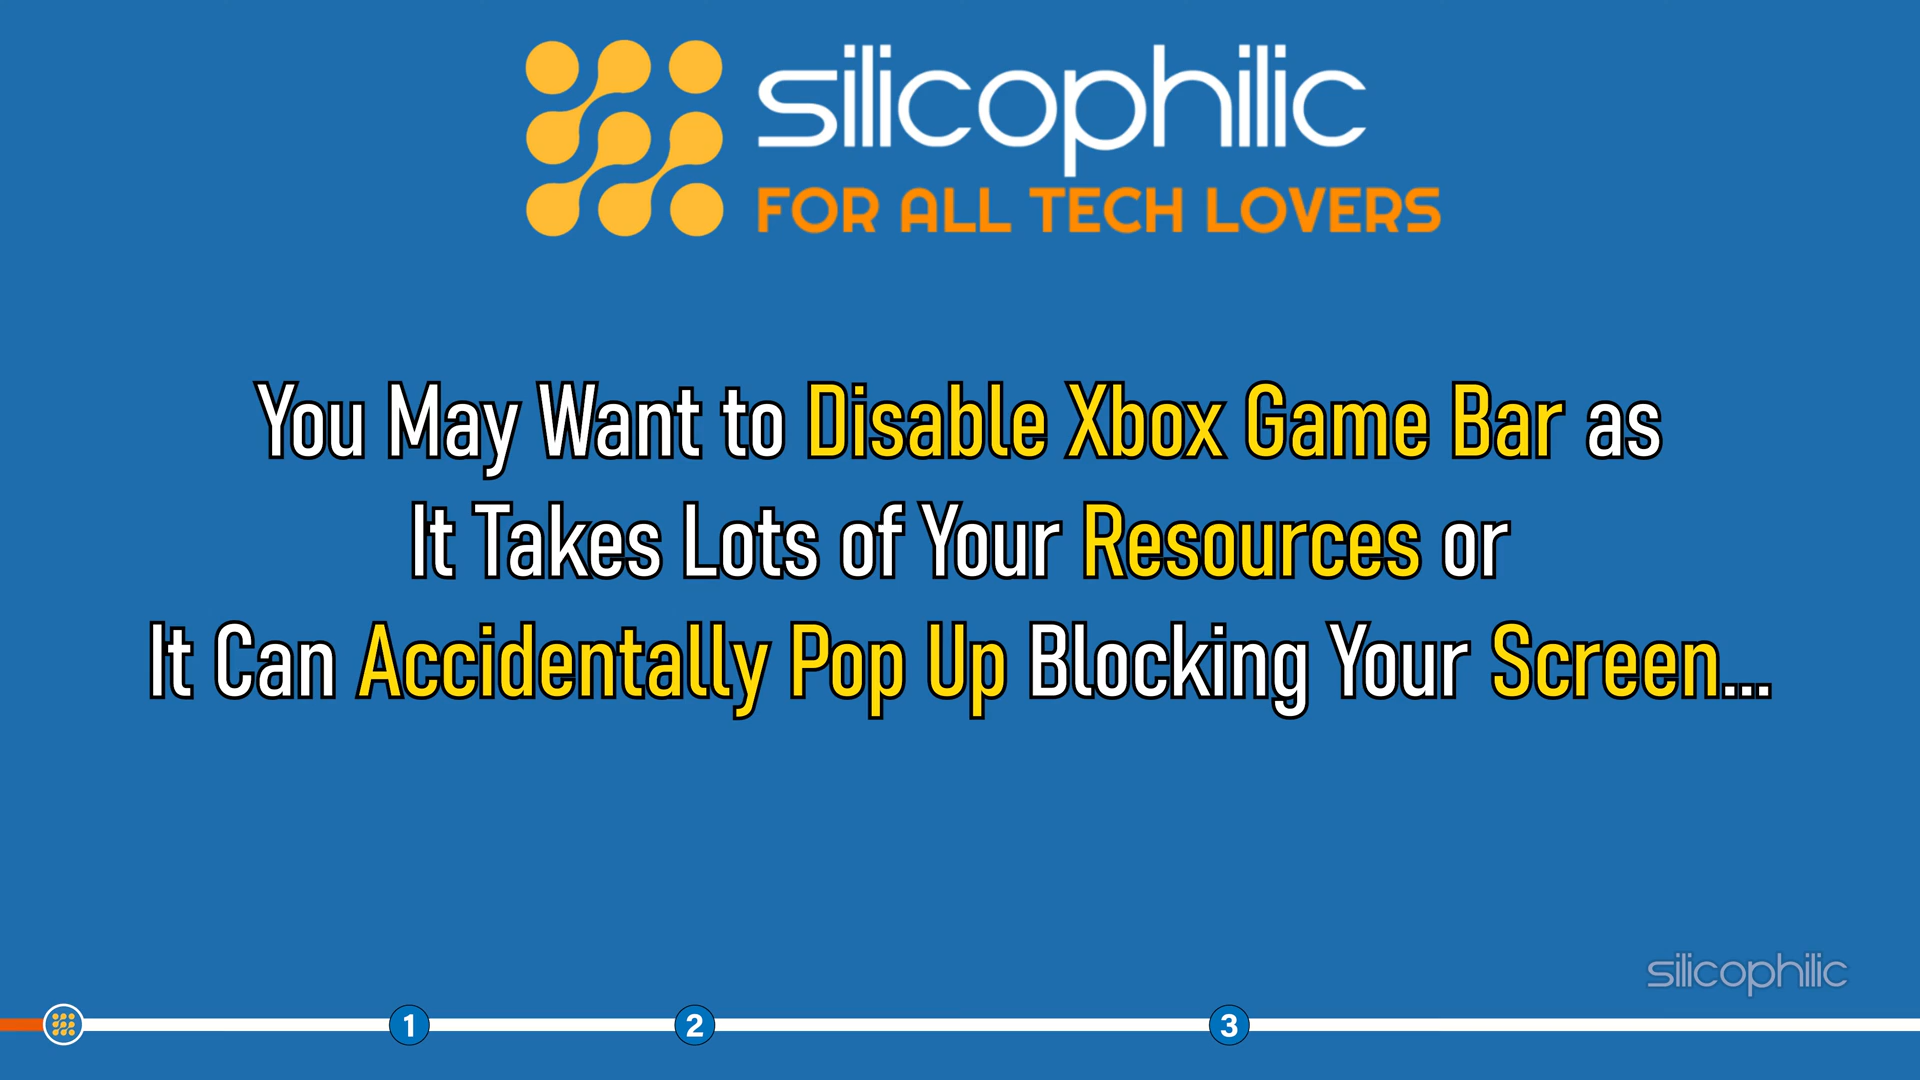 silicophilic
FOR ALL TECH LOVERS
You May Want to Disable Xbox Game Bar as
It Takes Lots of Your Resources or
It Can Accidentally Pop Up Blocking Your Screen...
silicophilic
1 2 3